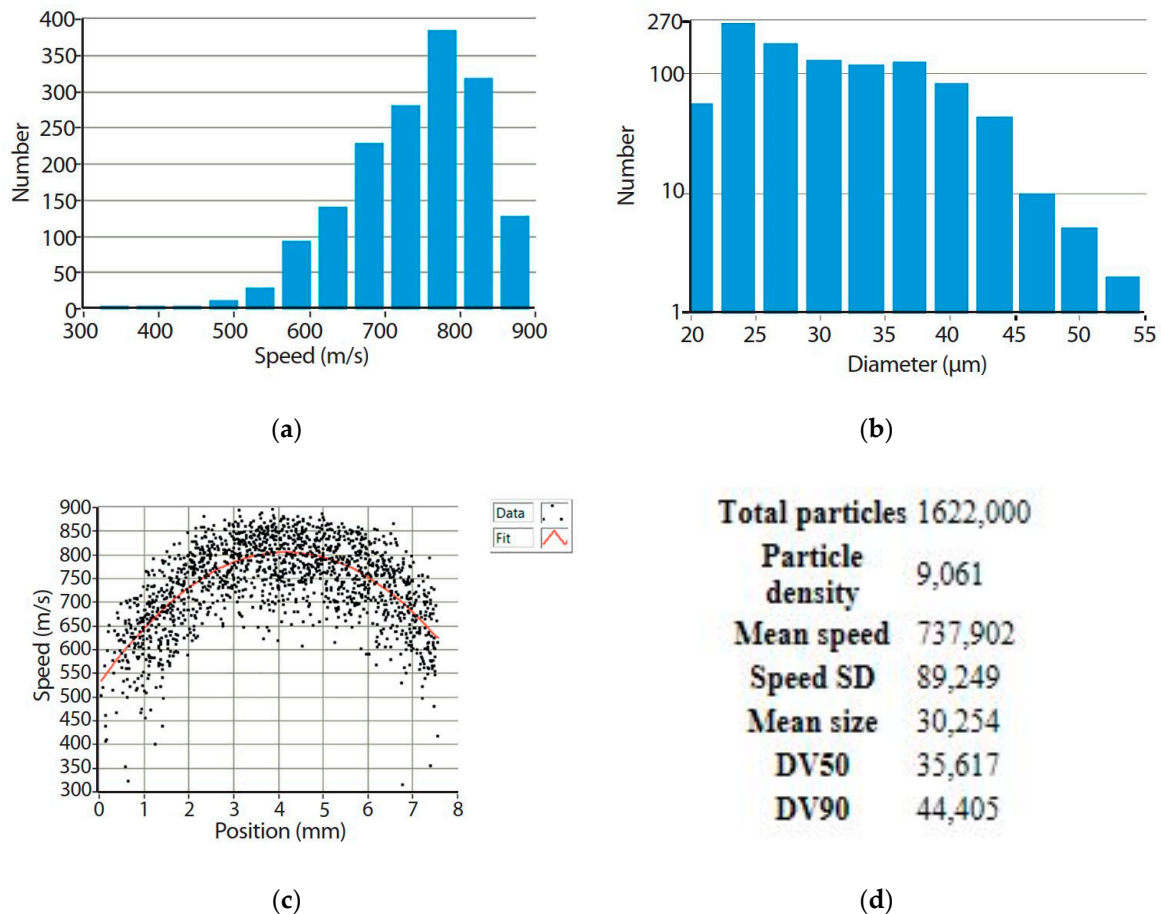 400
350
300
250
200
150
100
50
0
Number
300 400 500 600 700 800 900
Speed (m/s)
(a)
270
100
10
1
Number
20 25 30 35 40 45 50 55
Diameter (μm)
(b)
900
850
800
750
700
650
600
550
500
450
400
350
300
Speed (m/s)
0 1 2 3 4 5 6 7 8
Position (mm)
Data
Fit
(c)
Total particles 1622,000
Particle
density 9,061
Mean speed 737,902
Speed SD 89,249
Mean size 30,254
DV50 35,617
DV90 44,405
(d)